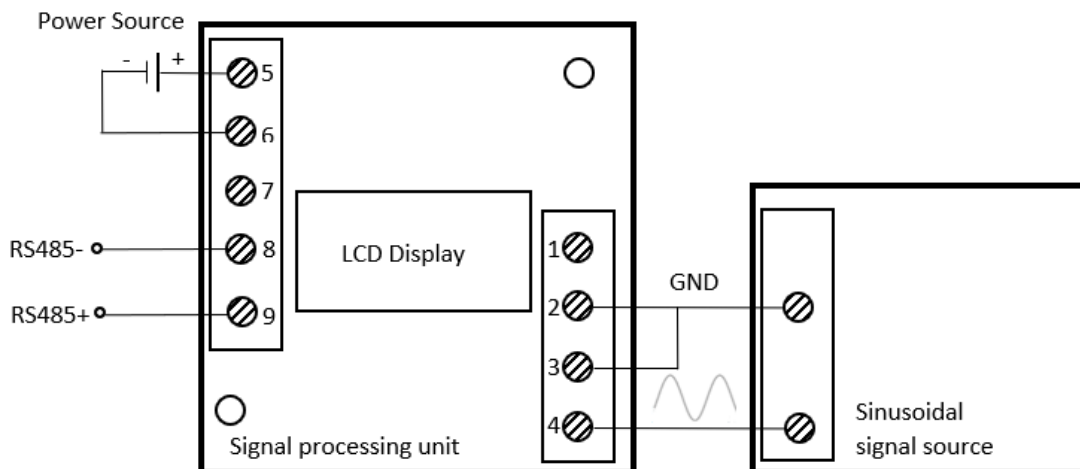 Power Source
- +
5
6
7
RS485-
8
RS485+
9
LCD Display
1
2
3
4
GND
Signal processing unit
Sinusoidal
signal source